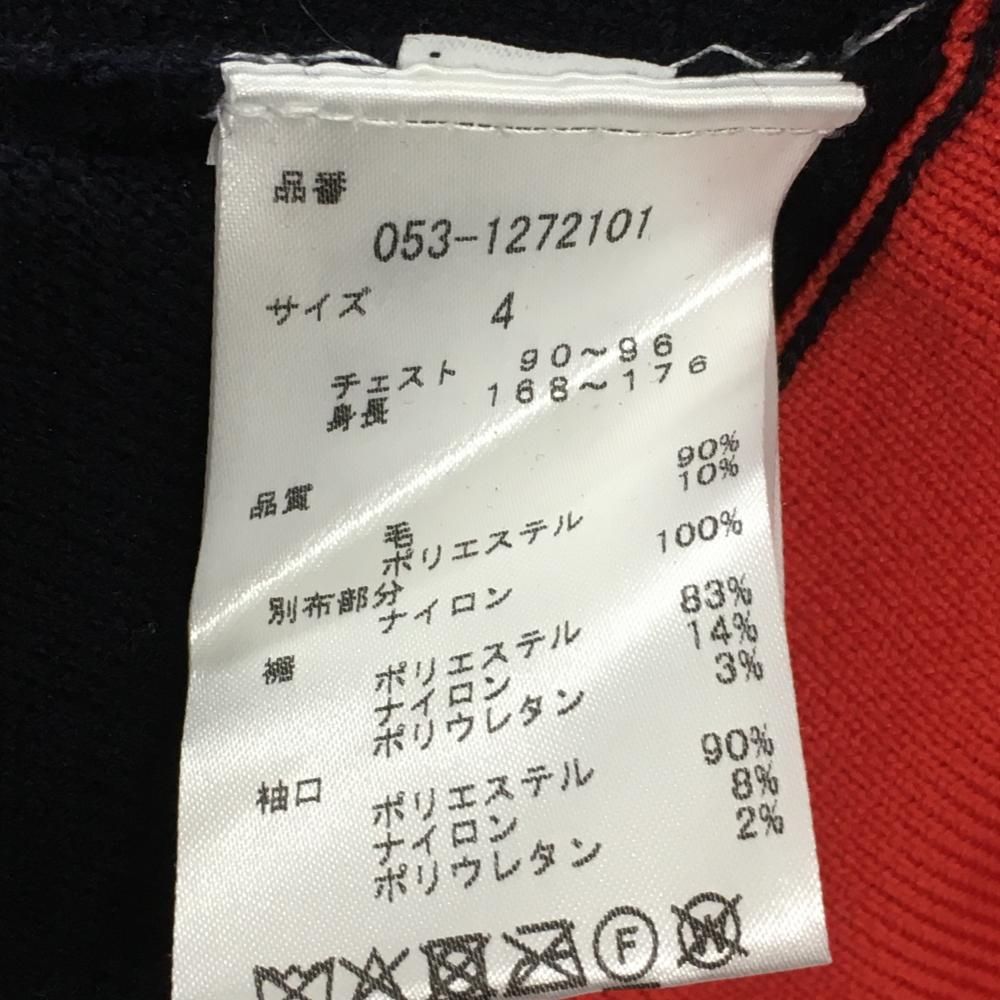 品番
053-1272101
サイズ 4
チェスト 90~96
身長 168~176
品質
毛 90%
ポリエステル 10%
別布部分
ナイロン 100%
ポリエステル 83%
ナイロン 14%
ポリウレタン 3%
袖口
ポリエステル 90%
ナイロン 8%
ポリウレタン 2%
F